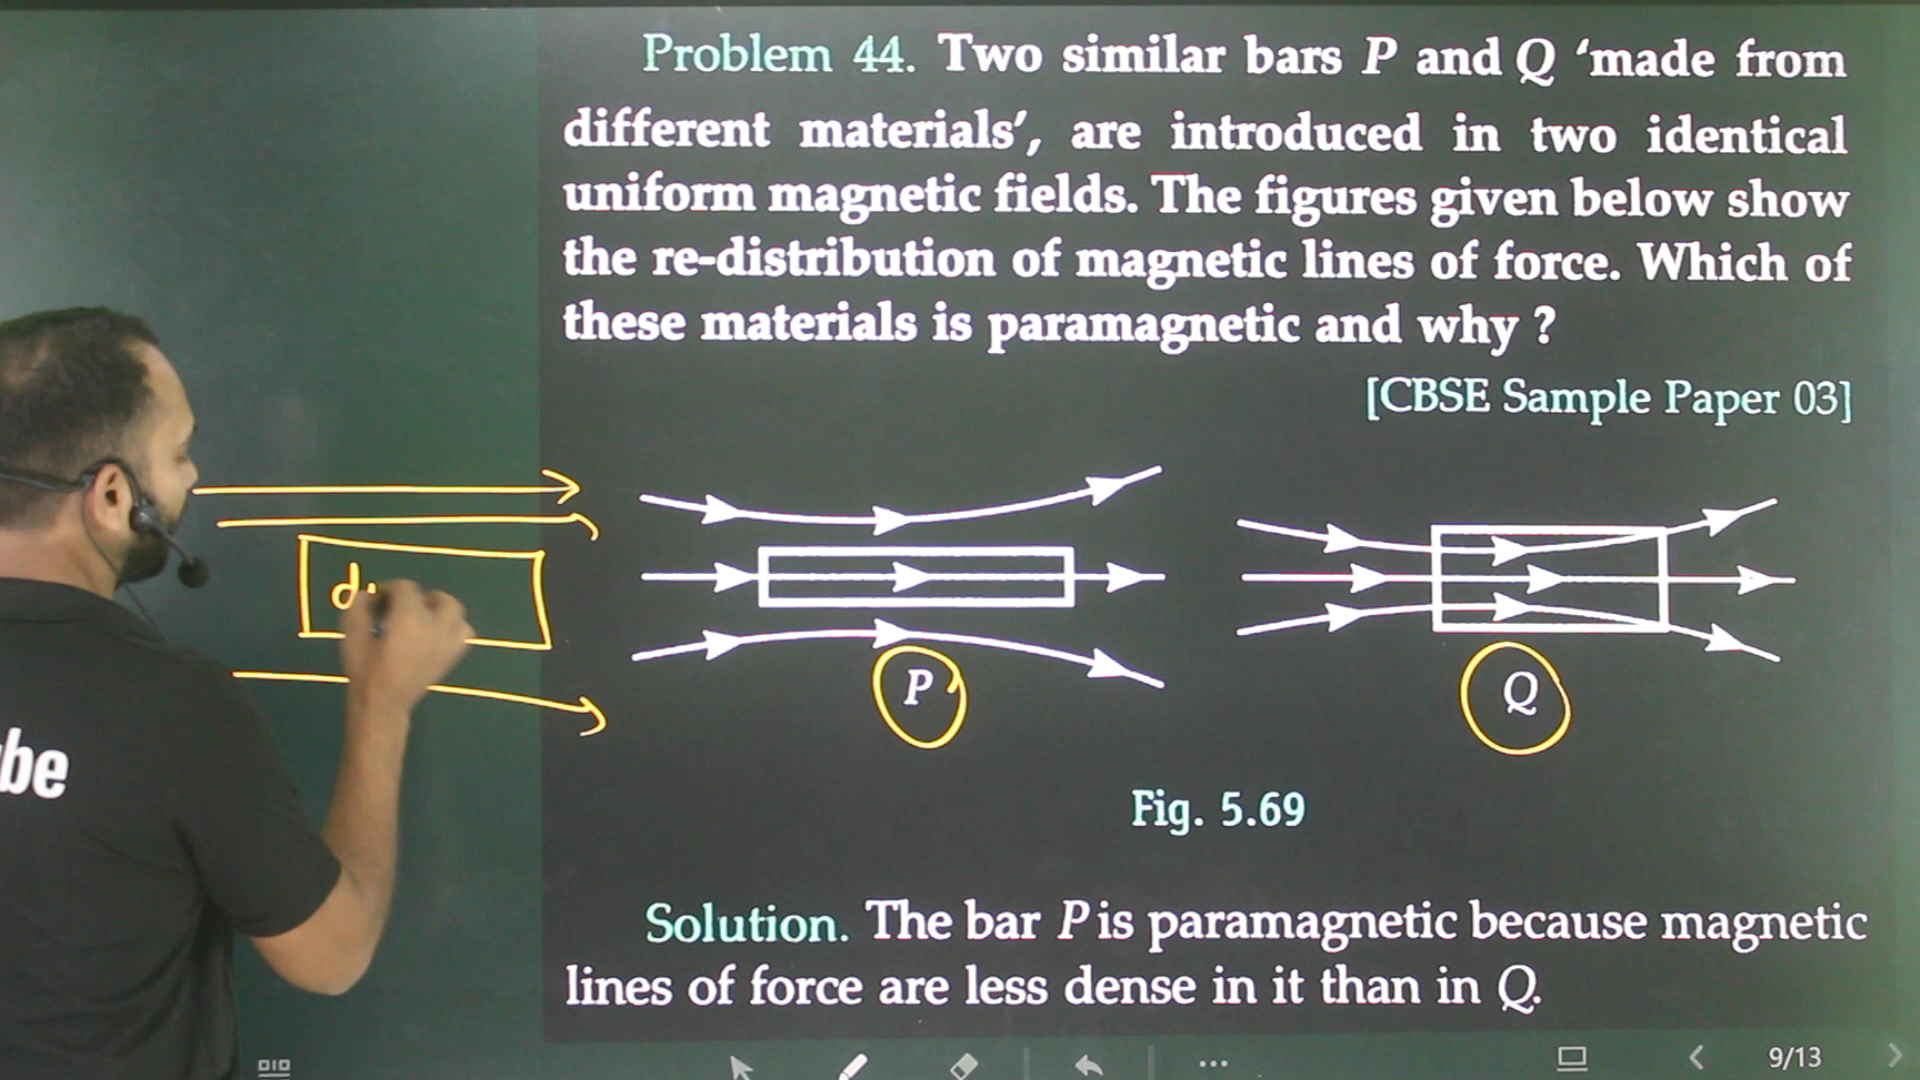 Problem 44. Two similar bars P and Q ‘made from
different materials’, are introduced in two identical
uniform magnetic fields. The figures given below show
the re-distribution of magnetic lines of force. Which of
these materials is paramagnetic and why ?
[CBSE Sample Paper 03]
P
Q
Fig. 5.69
Solution. The bar P is paramagnetic because magnetic
lines of force are less dense in it than in Q.
be
9/13